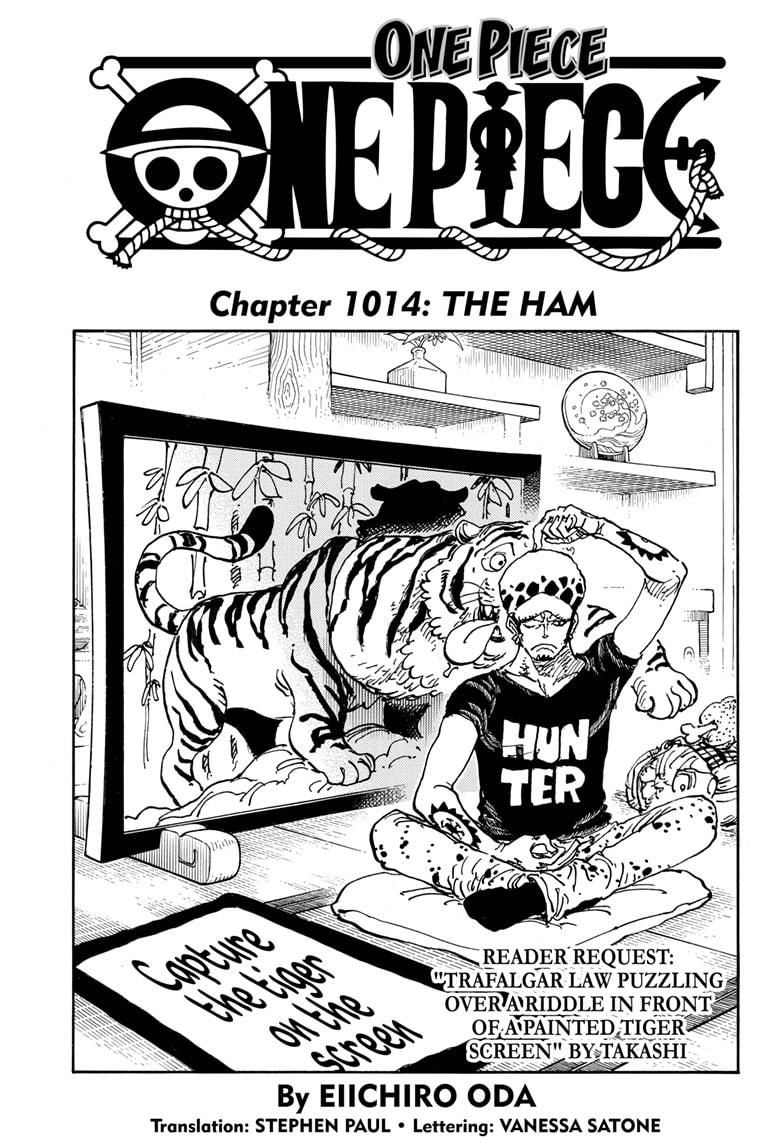 ONE PIECE
ONE PIECE
Chapter 1014: THE HAM
HUN
TER
Capture
the tiger
on the
screen
READER REQUEST:
"TRAFALGAR LAW PUZZLING
OVER A RIDDLE IN FRONT
OF A PAINTED TIGER
SCREEN" BY TAKASHI
By EIICHIRO ODA
Translation: STEPHEN PAUL • Lettering: VANESSA SATONE